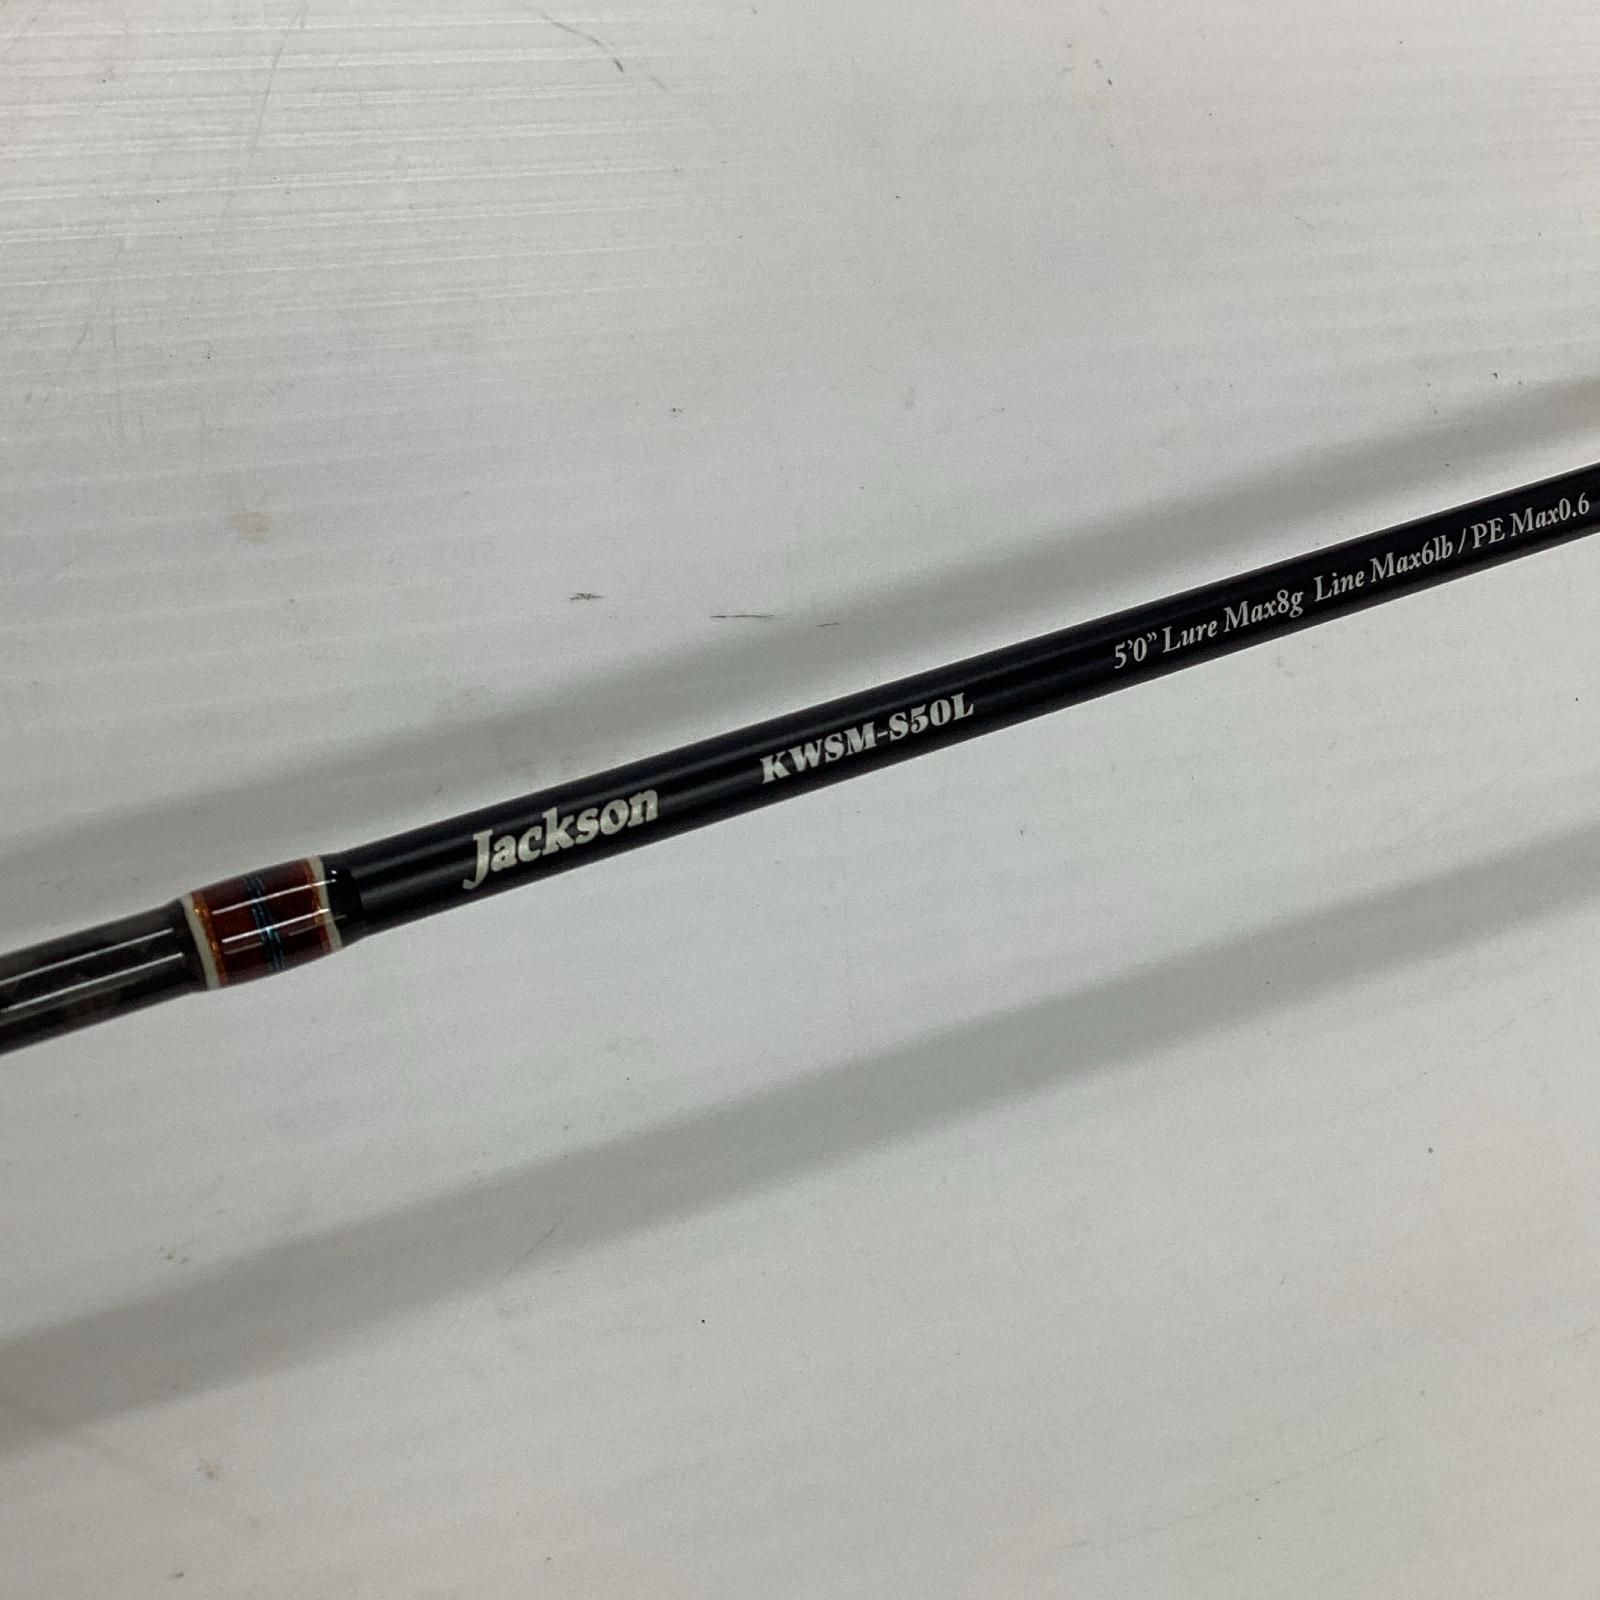 Jackson KWSM-S50L 5'0" Lure Max8g Line Max6lb / PE Max0.6